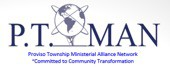 P.T. MAN
Proviso Township Ministerial Alliance Network
"Committed to Community Transformation